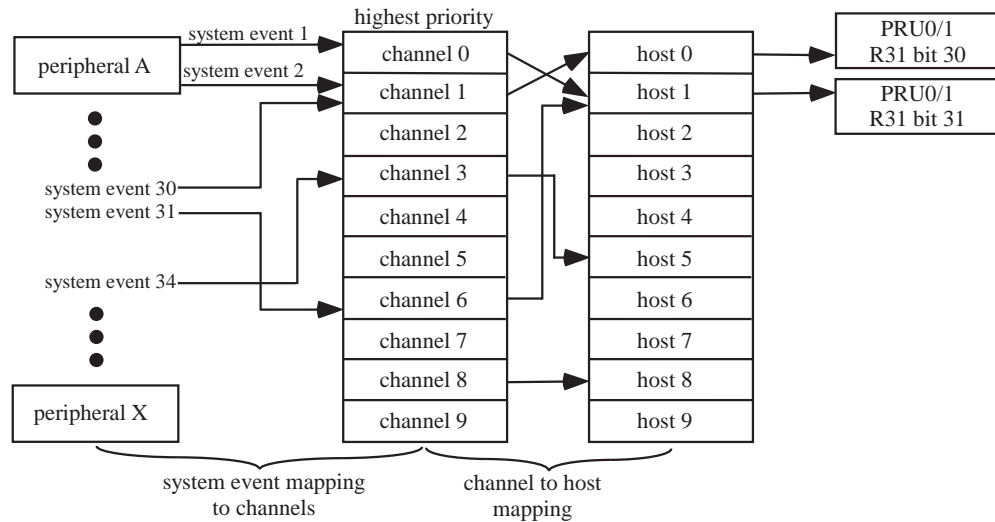 highest priority
system event 1
peripheral A
system event 2
system event 30
system event 31
system event 34
peripheral X
channel 0
channel 1
channel 2
channel 3
channel 4
channel 5
channel 6
channel 7
channel 8
channel 9
host 0
host 1
host 2
host 3
host 4
host 5
host 6
host 7
host 8
host 9
PRU0/1
R31 bit 30
PRU0/1
R31 bit 31
system event mapping
to channels
channel to host
mapping